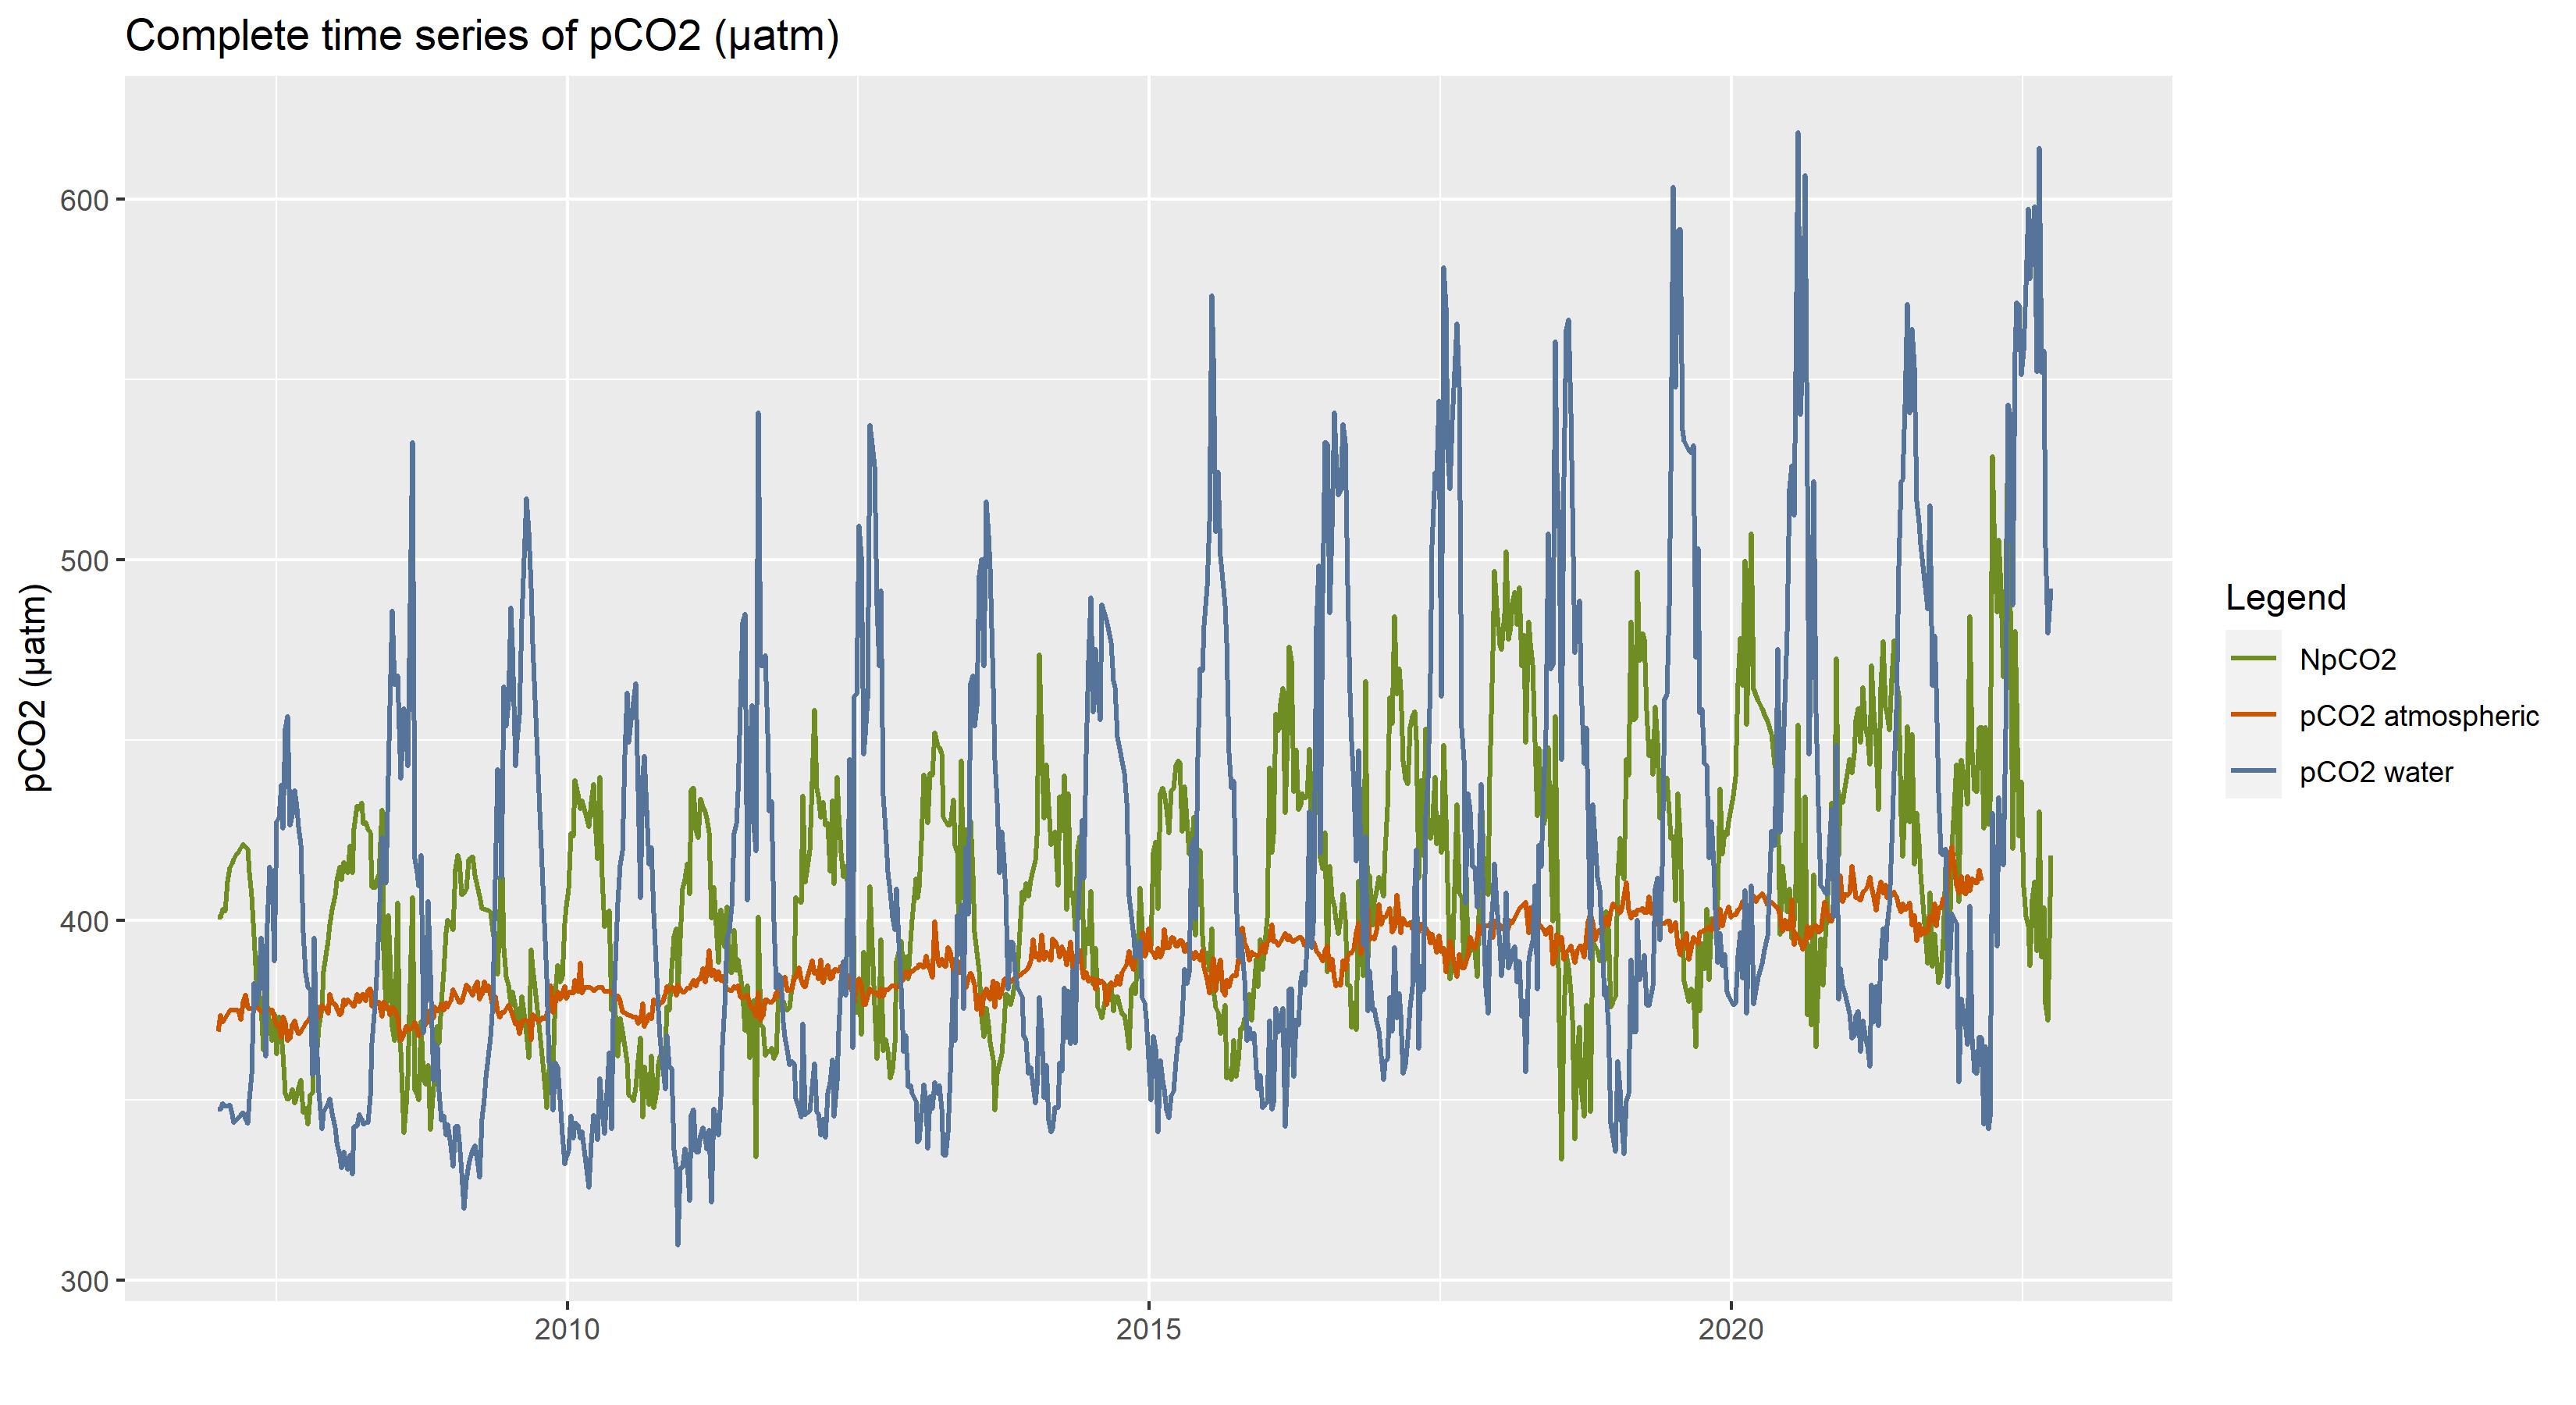 Complete time series of pCO2 (µatm)
pCO2 (µatm)
600
500
400
300
2010
2015
2020
Legend
NpCO2
pCO2 atmospheric
pCO2 water